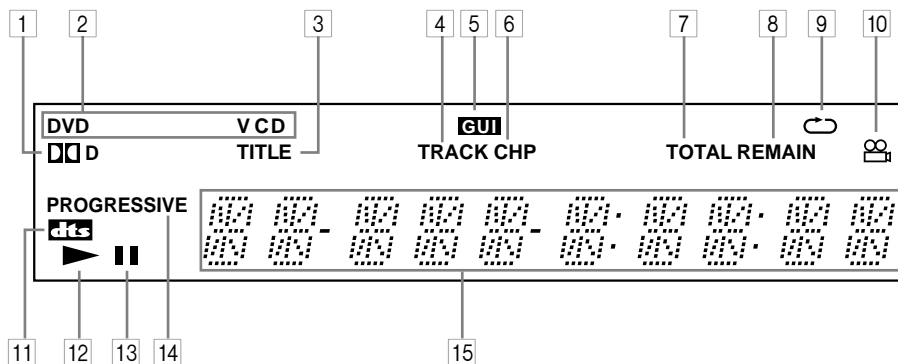 1 2 3 4 5 6 7 8 9 10
DVD V CD GUI
D TITLE TRACK CHP TOTAL REMAIN
PROGRESSIVE
dts
11 12 13 14 15